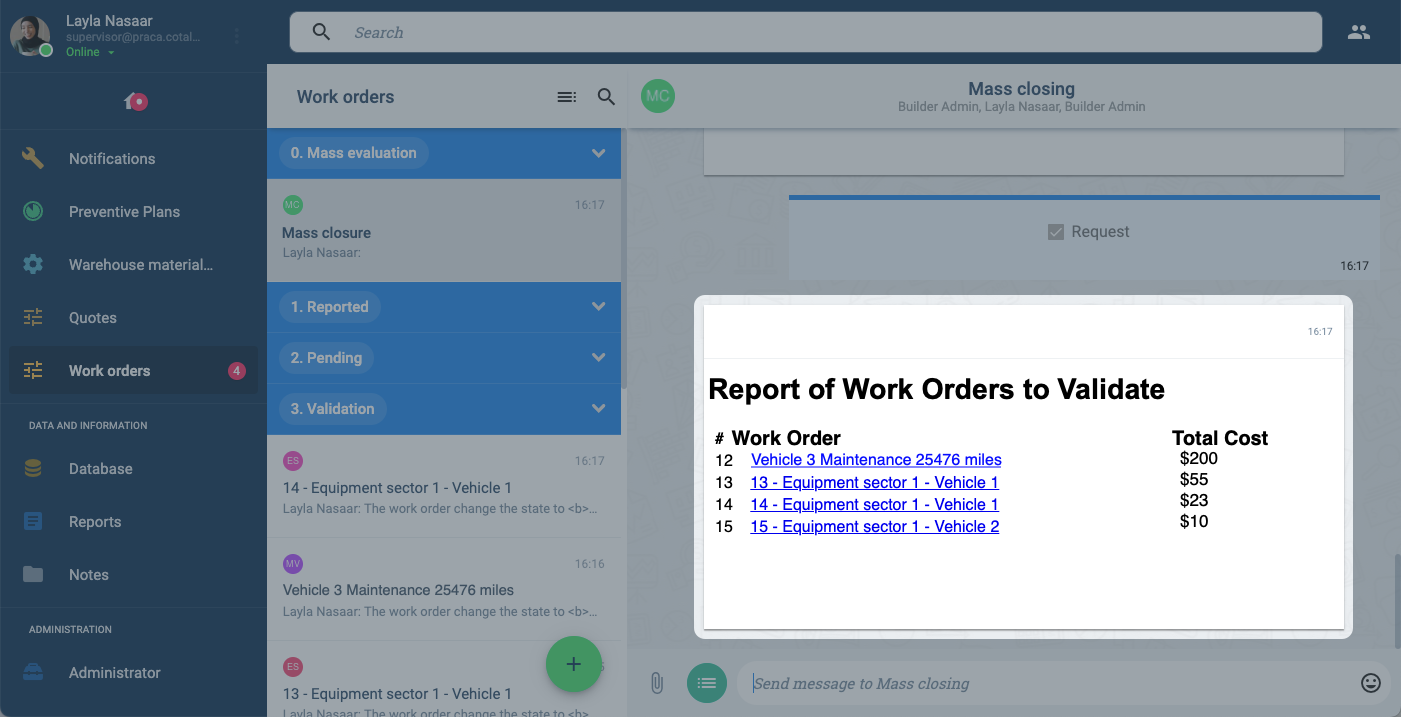 Layla Nasaar
supervisor@praca.cotal...
Online
Search
Notifications
Preventive Plans
Warehouse material...
Quotes
Work orders
4
DATA AND INFORMATION
Database
Reports
Notes
ADMINISTRATION
Administrator
Work orders
0. Mass evaluation
MC
16:17
Mass closure
Layla Nasaar:
1. Reported
2. Pending
3. Validation
ES
16:17
14 - Equipment sector 1 - Vehicle 1
Layla Nasaar: The work order change the state to <b>...
MV
16:16
Vehicle 3 Maintenance 25476 miles
Layla Nasaar: The work order change the state to <b>...
ES
13 - Equipment sector 1 - Vehicle 1
Layla Nasaar: The work order change the state to <b>...
MC
Mass closing
Builder Admin, Layla Nasaar, Builder Admin
Request
16:17
16:17
Report of Work Orders to Validate
# Work Order Total Cost
12 Vehicle 3 Maintenance 25476 miles $200
13 13 - Equipment sector 1 - Vehicle 1 $55
14 14 - Equipment sector 1 - Vehicle 1 $23
15 15 - Equipment sector 1 - Vehicle 2 $10
Send message to Mass closing